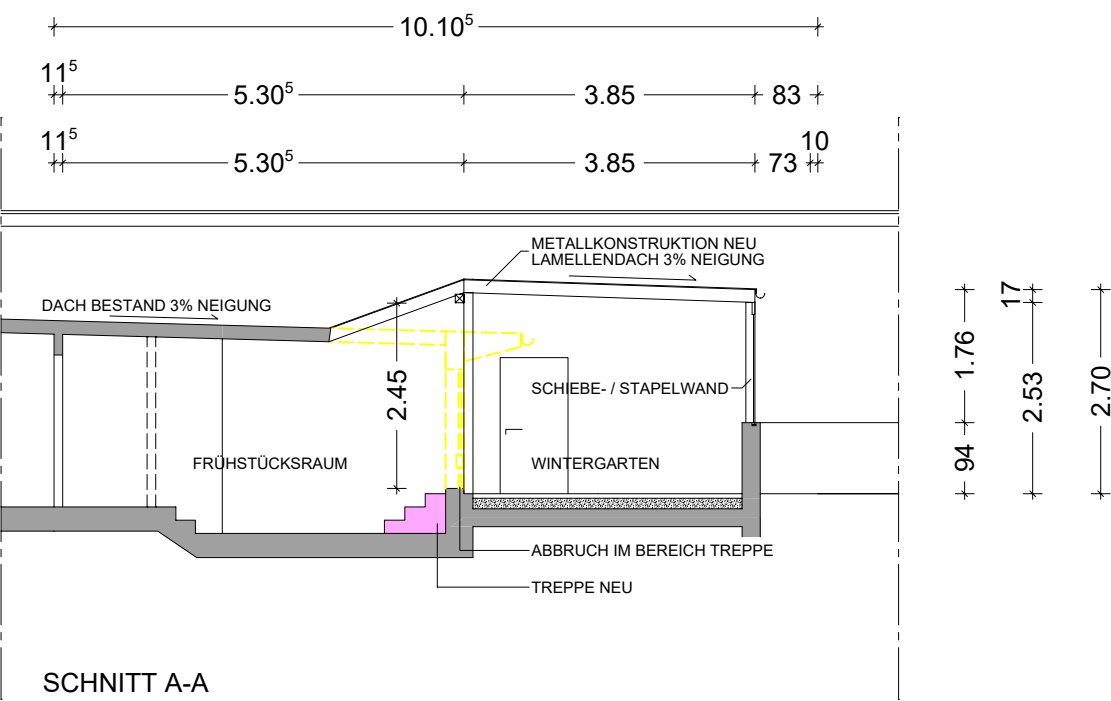 10.10⁵
11⁵
5.30⁵ 3.85 83
11⁵ 10
5.30⁵ 3.85 73
METALLKONSTRUKTION NEU
LAMELLENDACH 3% NEIGUNG
DACH BESTAND 3% NEIGUNG
17
1.76
2.53
2.70
2.45
SCHIEBE- / STAPELWAND
FRÜHSTÜCKSRAUM
WINTERGARTEN
94
ABBRUCH IM BEREICH TREPPE
TREPPE NEU
SCHNITT A-A